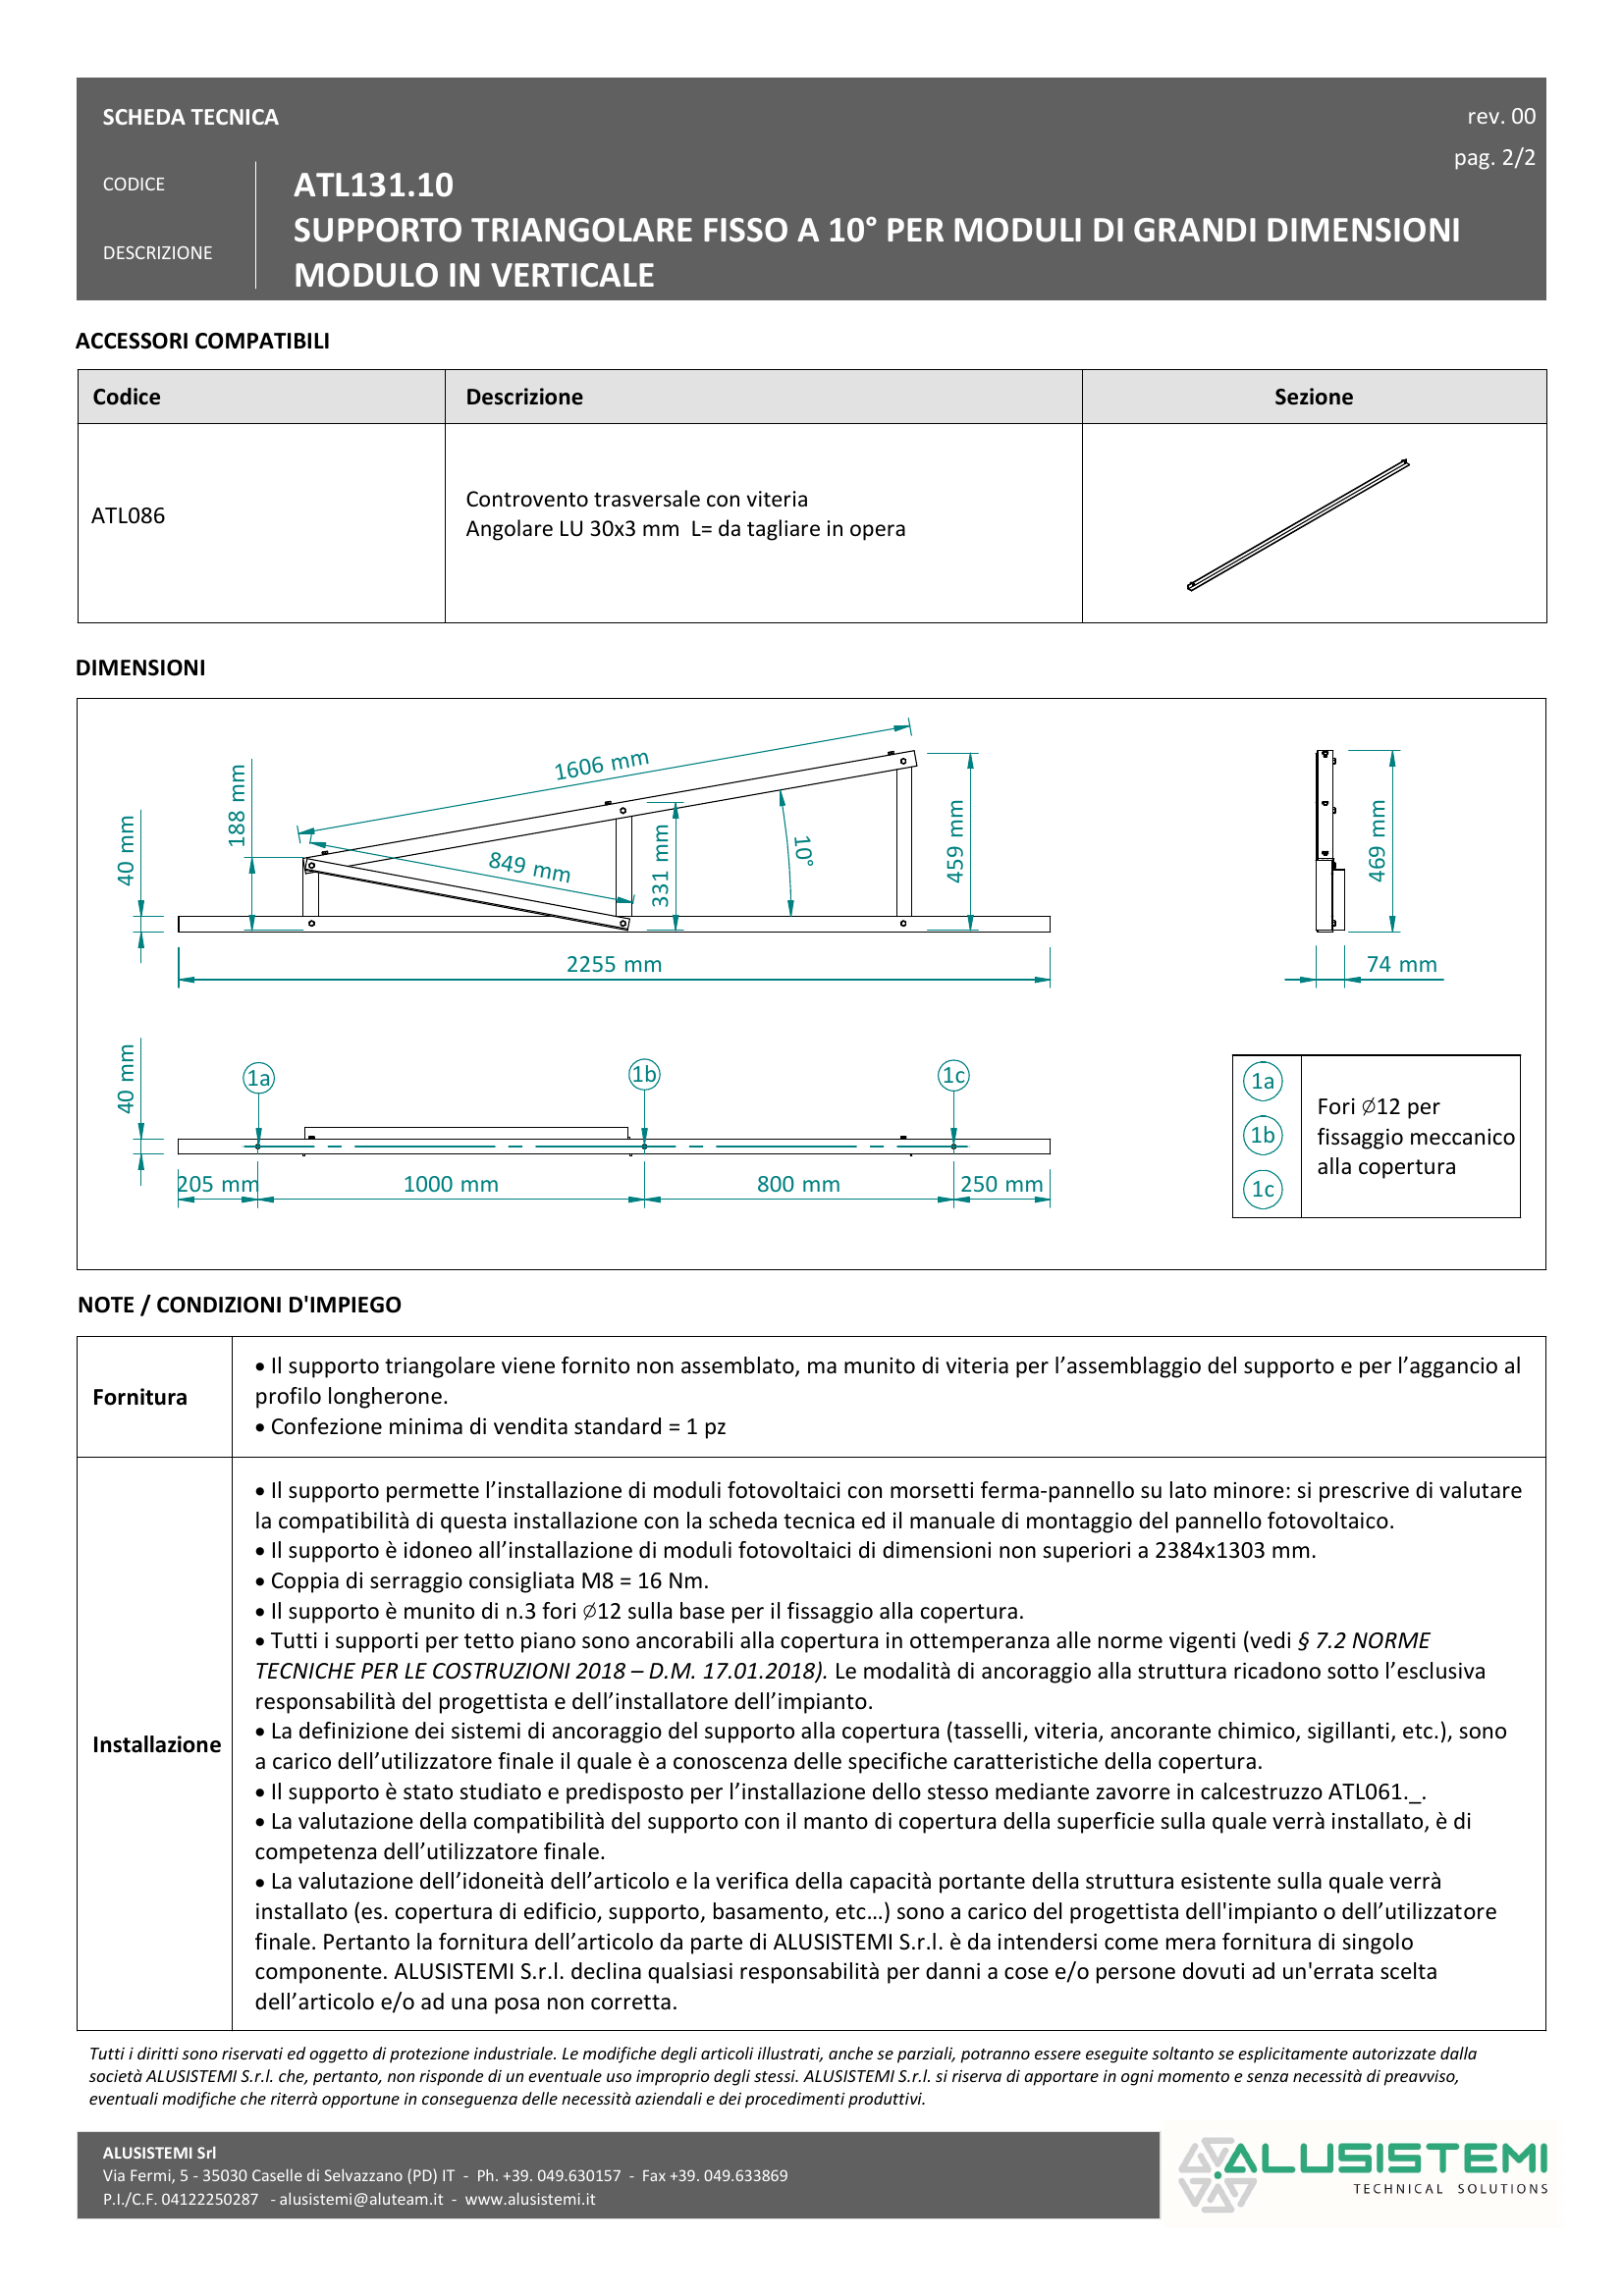 SCHEDA TECNICA
rev. 00
pag. 2/2
CODICE
ATL131.10
DESCRIZIONE
SUPPORTO TRIANGOLARE FISSO A 10° PER MODULI DI GRANDI DIMENSIONI
MODULO IN VERTICALE
ACCESSORI COMPATIBILI
Codice
Descrizione
Sezione
ATL086
Controvento trasversale con viteria
Angolare LU 30x3 mm  L= da tagliare in opera
DIMENSIONI
1606 mm
188 mm
40 mm
849 mm
331 mm
10°
459 mm
469 mm
2255 mm
74 mm
40 mm
1a
1b
1c
205 mm
1000 mm
800 mm
250 mm
1a
1b
1c
Fori ∅12 per
fissaggio meccanico
alla copertura
NOTE / CONDIZIONI D'IMPIEGO
Fornitura
• Il supporto triangolare viene fornito non assemblato, ma munito di viteria per l’assemblaggio del supporto e per l’aggancio al
profilo longherone.
• Confezione minima di vendita standard = 1 pz
Installazione
• Il supporto permette l’installazione di moduli fotovoltaici con morsetti ferma-pannello su lato minore: si prescrive di valutare
la compatibilità di questa installazione con la scheda tecnica ed il manuale di montaggio del pannello fotovoltaico.
• Il supporto è idoneo all’installazione di moduli fotovoltaici di dimensioni non superiori a 2384x1303 mm.
• Coppia di serraggio consigliata M8 = 16 Nm.
• Il supporto è munito di n.3 fori ∅12 sulla base per il fissaggio alla copertura.
• Tutti i supporti per tetto piano sono ancorabili alla copertura in ottemperanza alle norme vigenti (vedi § 7.2 NORME
TECNICHE PER LE COSTRUZIONI 2018 – D.M. 17.01.2018). Le modalità di ancoraggio alla struttura ricadono sotto l’esclusiva
responsabilità del progettista e dell’installatore dell’impianto.
• La definizione dei sistemi di ancoraggio del supporto alla copertura (tasselli, viteria, ancorante chimico, sigillanti, etc.), sono
a carico dell’utilizzatore finale il quale è a conoscenza delle specifiche caratteristiche della copertura.
• Il supporto è stato studiato e predisposto per l’installazione dello stesso mediante zavorre in calcestruzzo ATL061._.
• La valutazione della compatibilità del supporto con il manto di copertura della superficie sulla quale verrà installato, è di
competenza dell’utilizzatore finale.
• La valutazione dell’idoneità dell’articolo e la verifica della capacità portante della struttura esistente sulla quale verrà
installato (es. copertura di edificio, supporto, basamento, etc...) sono a carico del progettista dell'impianto o dell’utilizzatore
finale. Pertanto la fornitura dell’articolo da parte di ALUSISTEMI S.r.l. è da intendersi come mera fornitura di singolo
componente. ALUSISTEMI S.r.l. declina qualsiasi responsabilità per danni a cose e/o persone dovuti ad un'errata scelta
dell’articolo e/o ad una posa non corretta.
Tutti i diritti sono riservati ed oggetto di protezione industriale. Le modifiche degli articoli illustrati, anche se parziali, potranno essere eseguite soltanto se esplicitamente autorizzate dalla
società ALUSISTEMI S.r.l. che, pertanto, non risponde di un eventuale uso improprio degli stessi. ALUSISTEMI S.r.l. si riserva di apportare in ogni momento e senza necessità di preavviso,
eventuali modifiche che riterrà opportune in conseguenza delle necessità aziendali e dei procedimenti produttivi.
ALUSISTEMI Srl
Via Fermi, 5 - 35030 Caselle di Selvazzano (PD) IT  -  Ph. +39. 049.630157  -  Fax +39. 049.633869
P.I./C.F. 04122250287   - alusistemi@aluteam.it  -  www.alusistemi.it
ALUSISTEMI
TECHNICAL SOLUTIONS